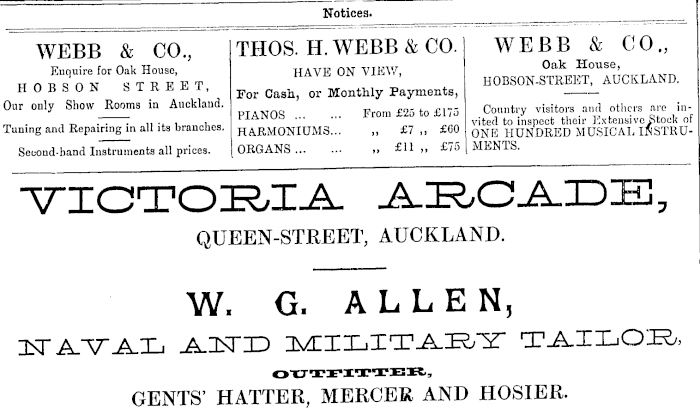 Notices.
WEBB & CO.,
Enquire for Oak House,
HOBSON STREET,
Our only Show Rooms in Auckland.
Tuning and Repairing in all its branches.
Second-hand Instruments all prices.
THOS. H. WEBB & CO.
HAVE ON VIEW,
For Cash, or Monthly Payments,
PIANOS ... ... From £25 to £175
HARMONIUMS... „ £7 „ £60
ORGANS ... ... „ £11 „ £75
WEBB & CO.,
Oak House,
HOBSON-STREET, AUCKLAND.
Country visitors and others are in-
vited to inspect their Extensive Stock of
ONE HUNDRED MUSICAL INSTRU-
MENTS.
VICTORIA ARCADE,
QUEEN-STREET, AUCKLAND.
W. G. ALLEN,
NAVAL AND MILITARY TAILOR,
OUTFITTER,
GENTS' HATTER, MERCER AND HOSIER.